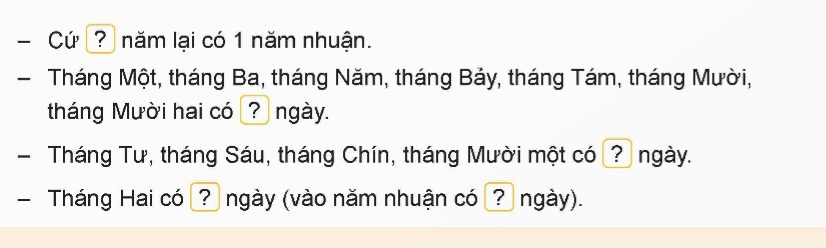 – Cứ ? năm lại có 1 năm nhuận.
– Tháng Một, tháng Ba, tháng Năm, tháng Bảy, tháng Tám, tháng Mười,
tháng Mười hai có ? ngày.
– Tháng Tư, tháng Sáu, tháng Chín, tháng Mười một có ? ngày.
– Tháng Hai có ? ngày (vào năm nhuận có ? ngày).